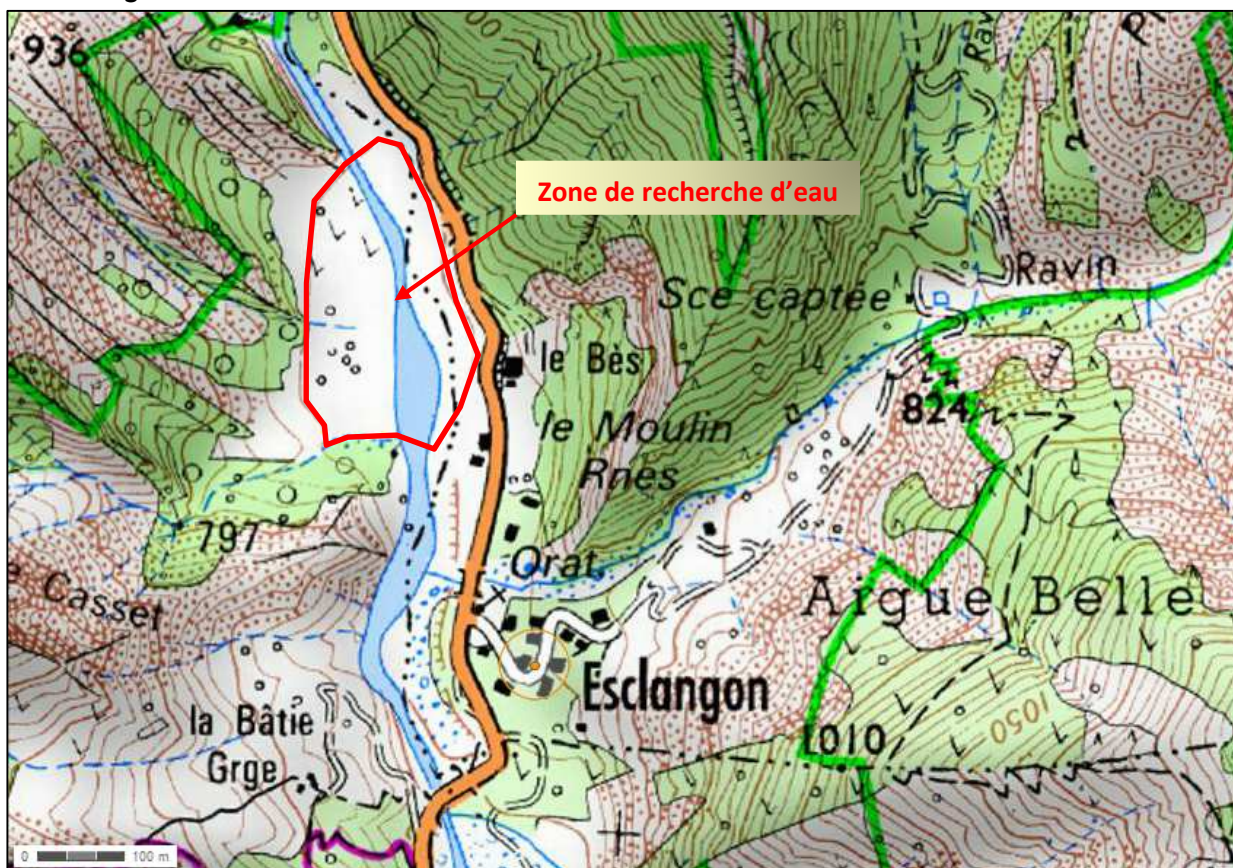 936
Zone de recherche d'eau
Ravin
Sce captée
le Bès
824
le Moulin
Rnes
797
Orat.
Argue Belle
Casset
Esclangon
1050
la Bâtie
Grge
1010
0 100 m